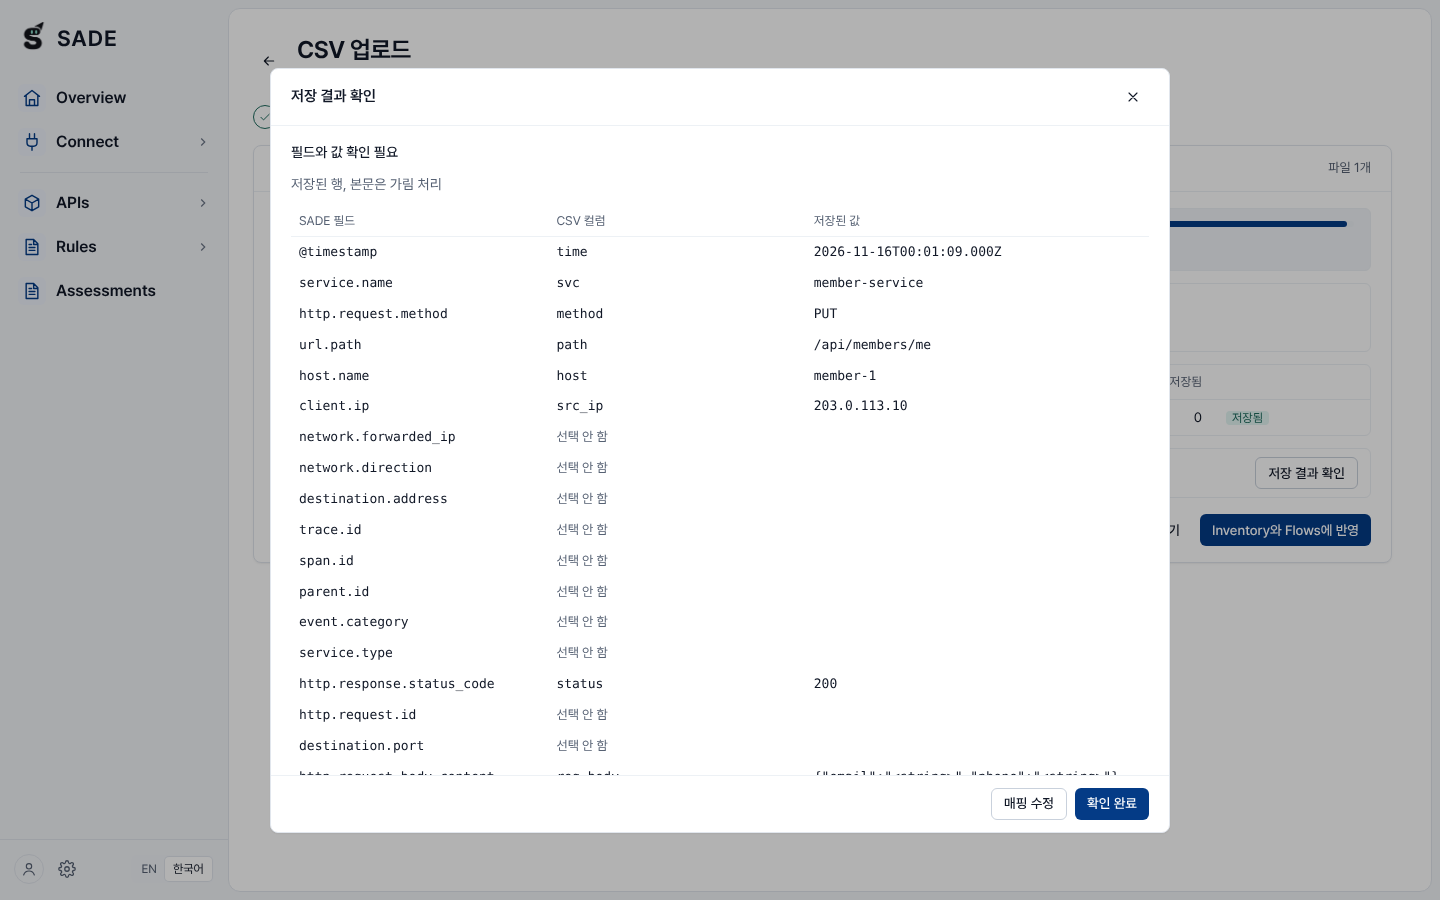 SADE
Overview
Connect
APIs
Rules
Assessments
EN 한국어
CSV 업로드
파일 1개
저장됨
0 저장됨
저장 결과 확인
기 Inventory와 Flows에 반영
저장 결과 확인
필드와 값 확인 필요
저장된 행, 본문은 가림 처리
SADE 필드 CSV 컬럼 저장된 값
@timestamp time 2026-11-16T00:01:09.000Z
service.name svc member-service
http.request.method method PUT
url.path path /api/members/me
host.name host member-1
client.ip src_ip 203.0.113.10
network.forwarded_ip 선택 안 함
network.direction 선택 안 함
destination.address 선택 안 함
trace.id 선택 안 함
span.id 선택 안 함
parent.id 선택 안 함
event.category 선택 안 함
service.type 선택 안 함
http.response.status_code status 200
http.request.id 선택 안 함
destination.port 선택 안 함
매핑 수정 확인 완료